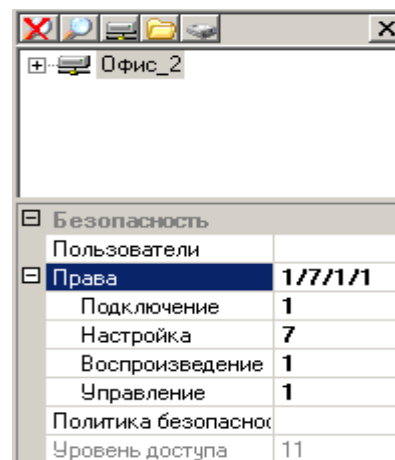 Офис_2
Безопасность
Пользователи
Права 1/7/1/1
Подключение 1
Настройка 7
Воспроизведение 1
Управление 1
Политика безопаснос
Уровень доступа 11